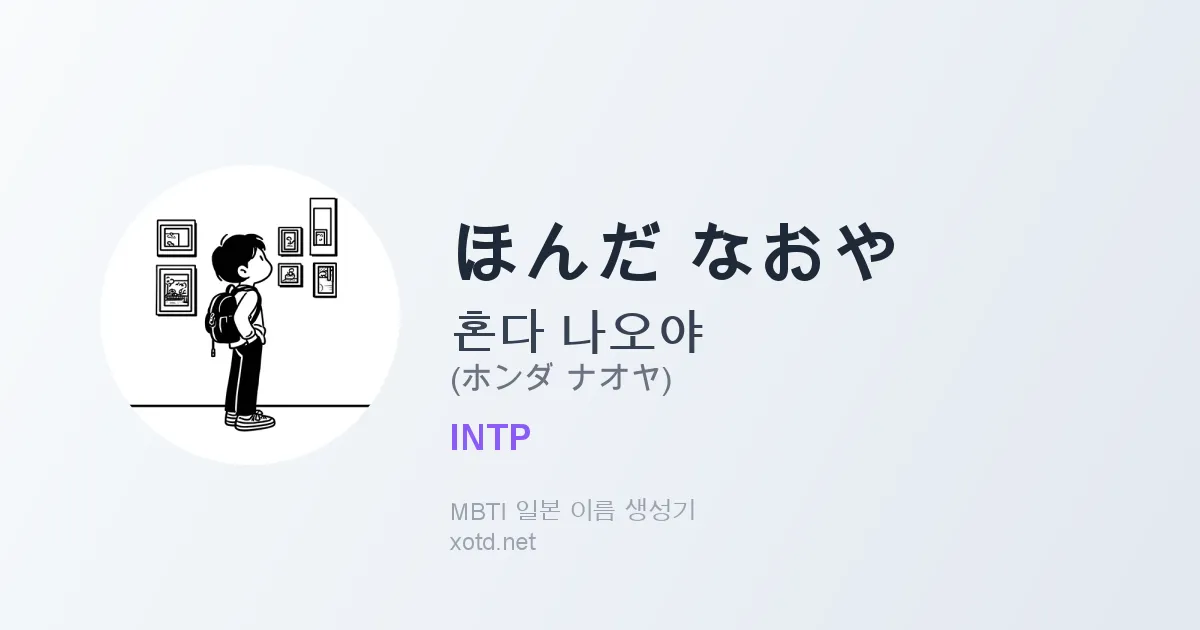 ほんだ なおや
혼다 나오야
(ホンダ ナオヤ)
INTP
MBTI 일본 이름 생성기
xotd.net